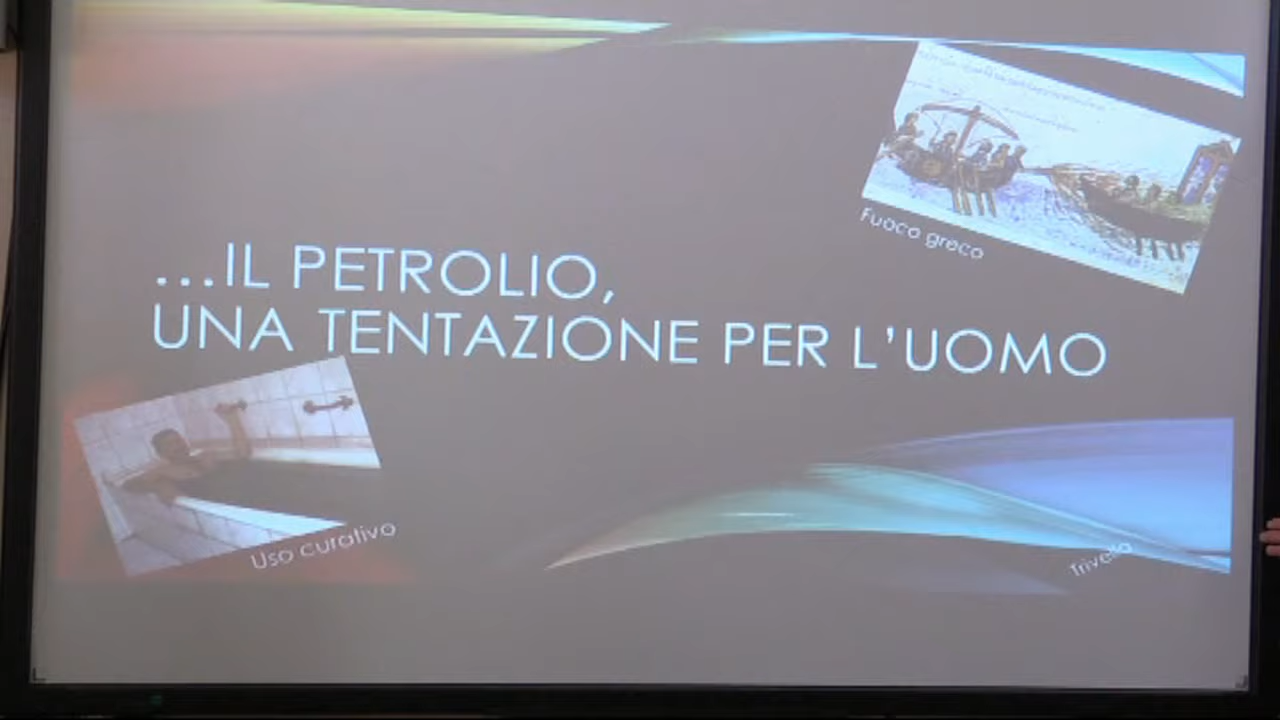 Fuoco greco
...IL PETROLIO,
UNA TENTAZIONE PER L'UOMO
Uso curativo
Trivella